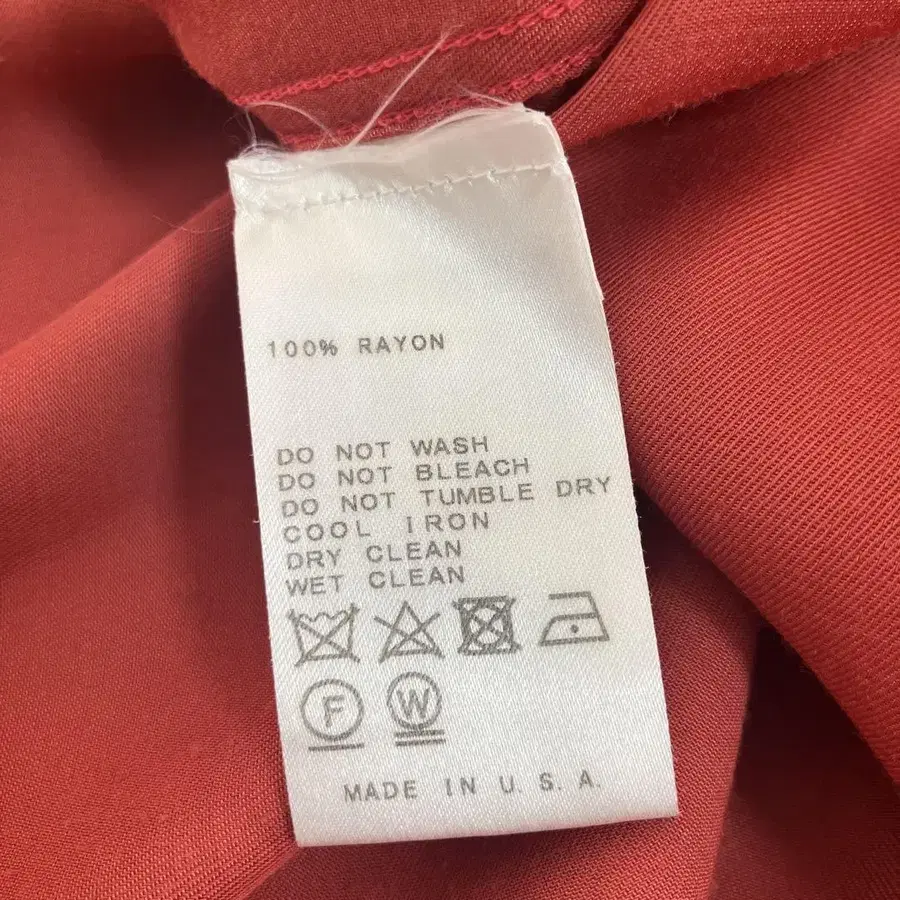 100% RAYON
DO NOT WASH
DO NOT BLEACH
DO NOT TUMBLE DRY
COOL IRON
DRY CLEAN
WET CLEAN
F W
MADE IN U. S. A.